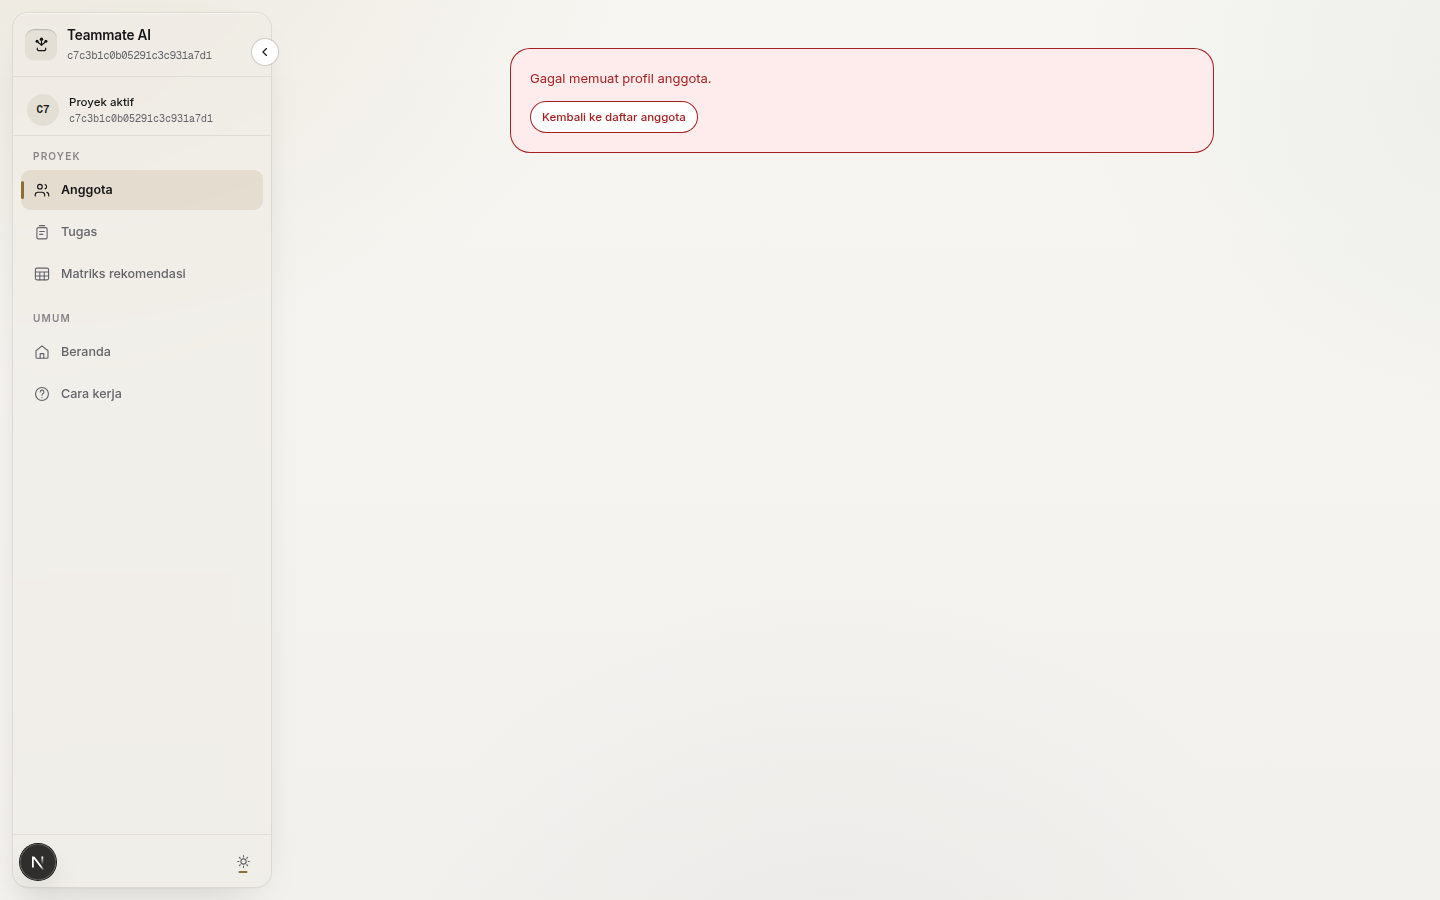 Teammate AI
c7c3b1c0b05291c3c931a7d1
C7
Proyek aktif
c7c3b1c0b05291c3c931a7d1
PROYEK
Anggota
Tugas
Matriks rekomendasi
UMUM
Beranda
Cara kerja
N
Gagal memuat profil anggota.
Kembali ke daftar anggota